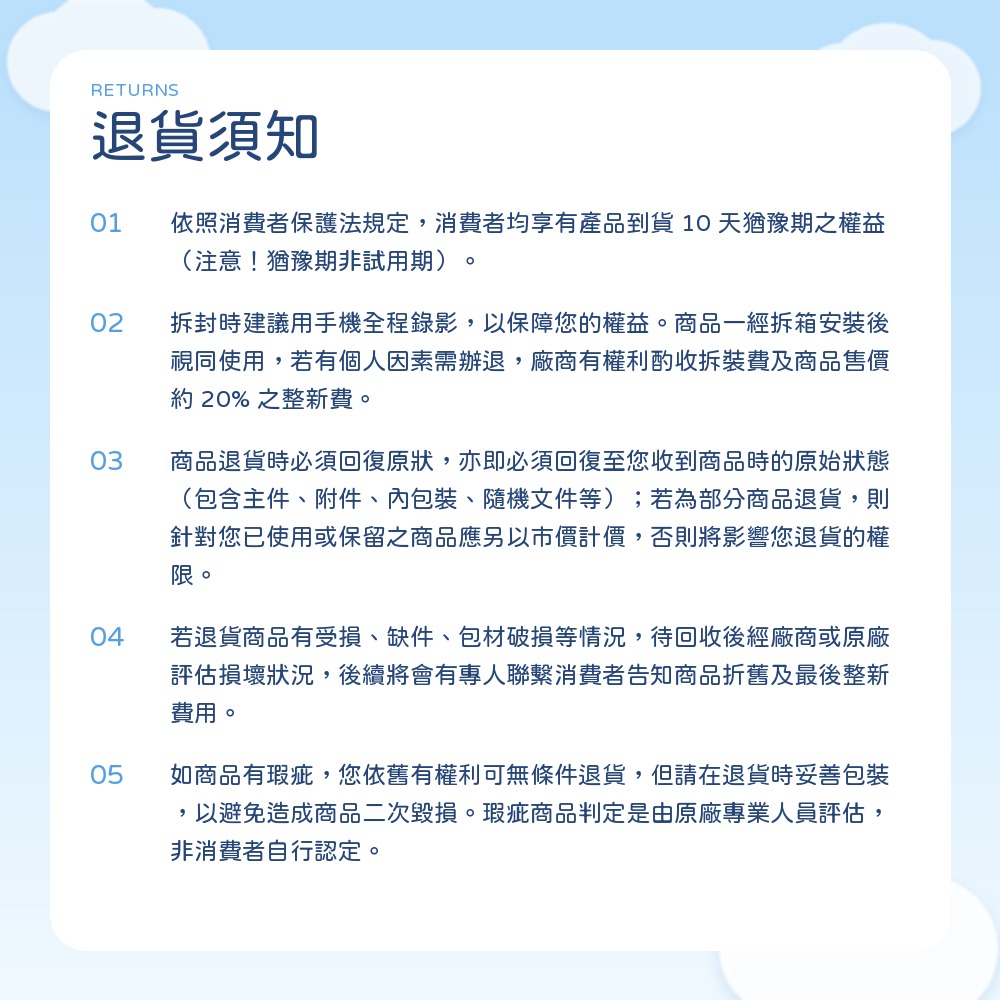 RETURNS
退貨須知
01
依照消費者保護法規定，消費者均享有產品到貨 10 天猶豫期之權益
（注意！猶豫期非試用期）。
02
拆封時建議用手機全程錄影，以保障您的權益。商品一經拆箱安裝後
視同使用，若有個人因素需辦退，廠商有權利酌收拆裝費及商品售價
約 20% 之整新費。
03
商品退貨時必須回復原狀，亦即必須回復至您收到商品時的原始狀態
（包含主件、附件、內包裝、隨機文件等）；若為部分商品退貨，則
針對您已使用或保留之商品應另以市價計價，否則將影響您退貨的權
限。
04
若退貨商品有受損、缺件、包材破損等情況，待回收後經廠商或原廠
評估損壞狀況，後續將會有專人聯繫消費者告知商品折舊及最後整新
費用。
05
如商品有瑕疵，您依舊有權利可無條件退貨，但請在退貨時妥善包裝
，以避免造成商品二次毀損。瑕疵商品判定是由原廠專業人員評估，
非消費者自行認定。